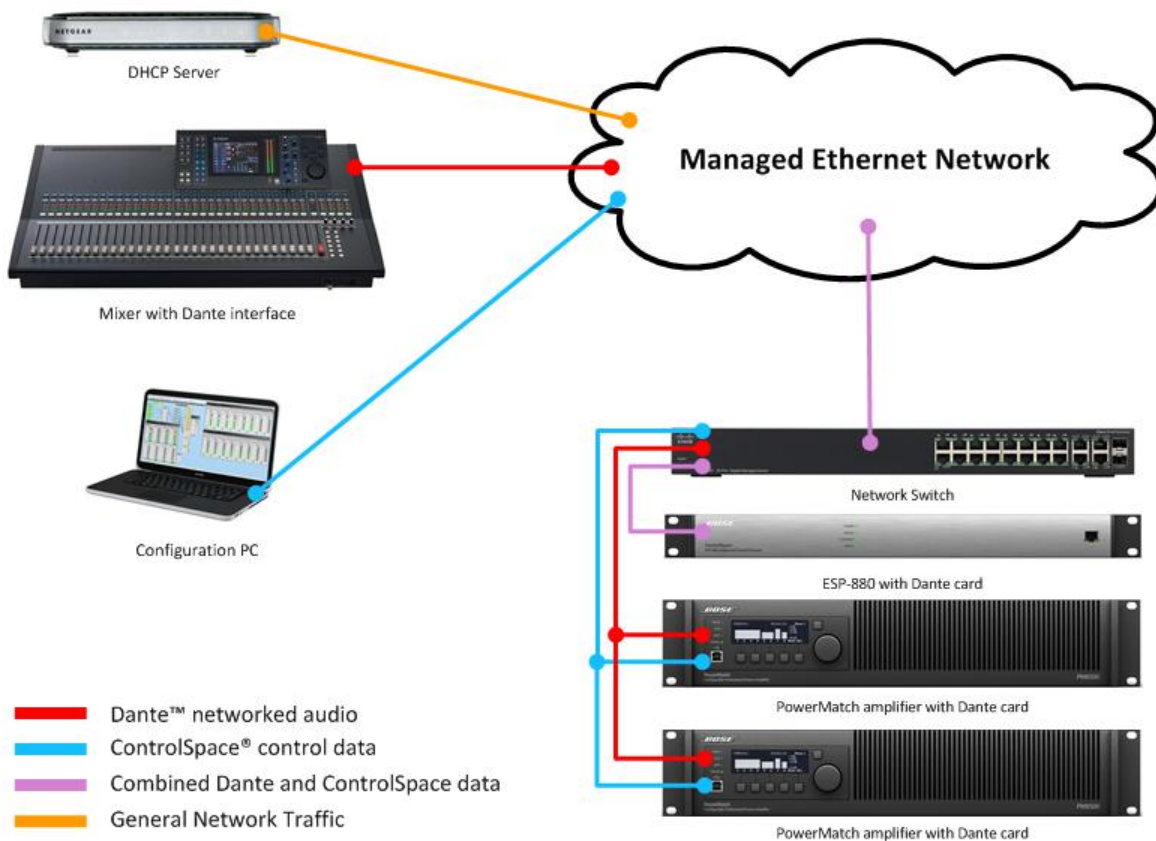 NETGEAR
DHCP Server
Managed Ethernet Network
Mixer with Dante interface
Configuration PC
Network Switch
BOSE
ESP-880 with Dante card
BOSE
PowerMatch
PowerMatch amplifier with Dante card
BOSE
PowerMatch
PowerMatch amplifier with Dante card
Dante™ networked audio
ControlSpace® control data
Combined Dante and ControlSpace data
General Network Traffic